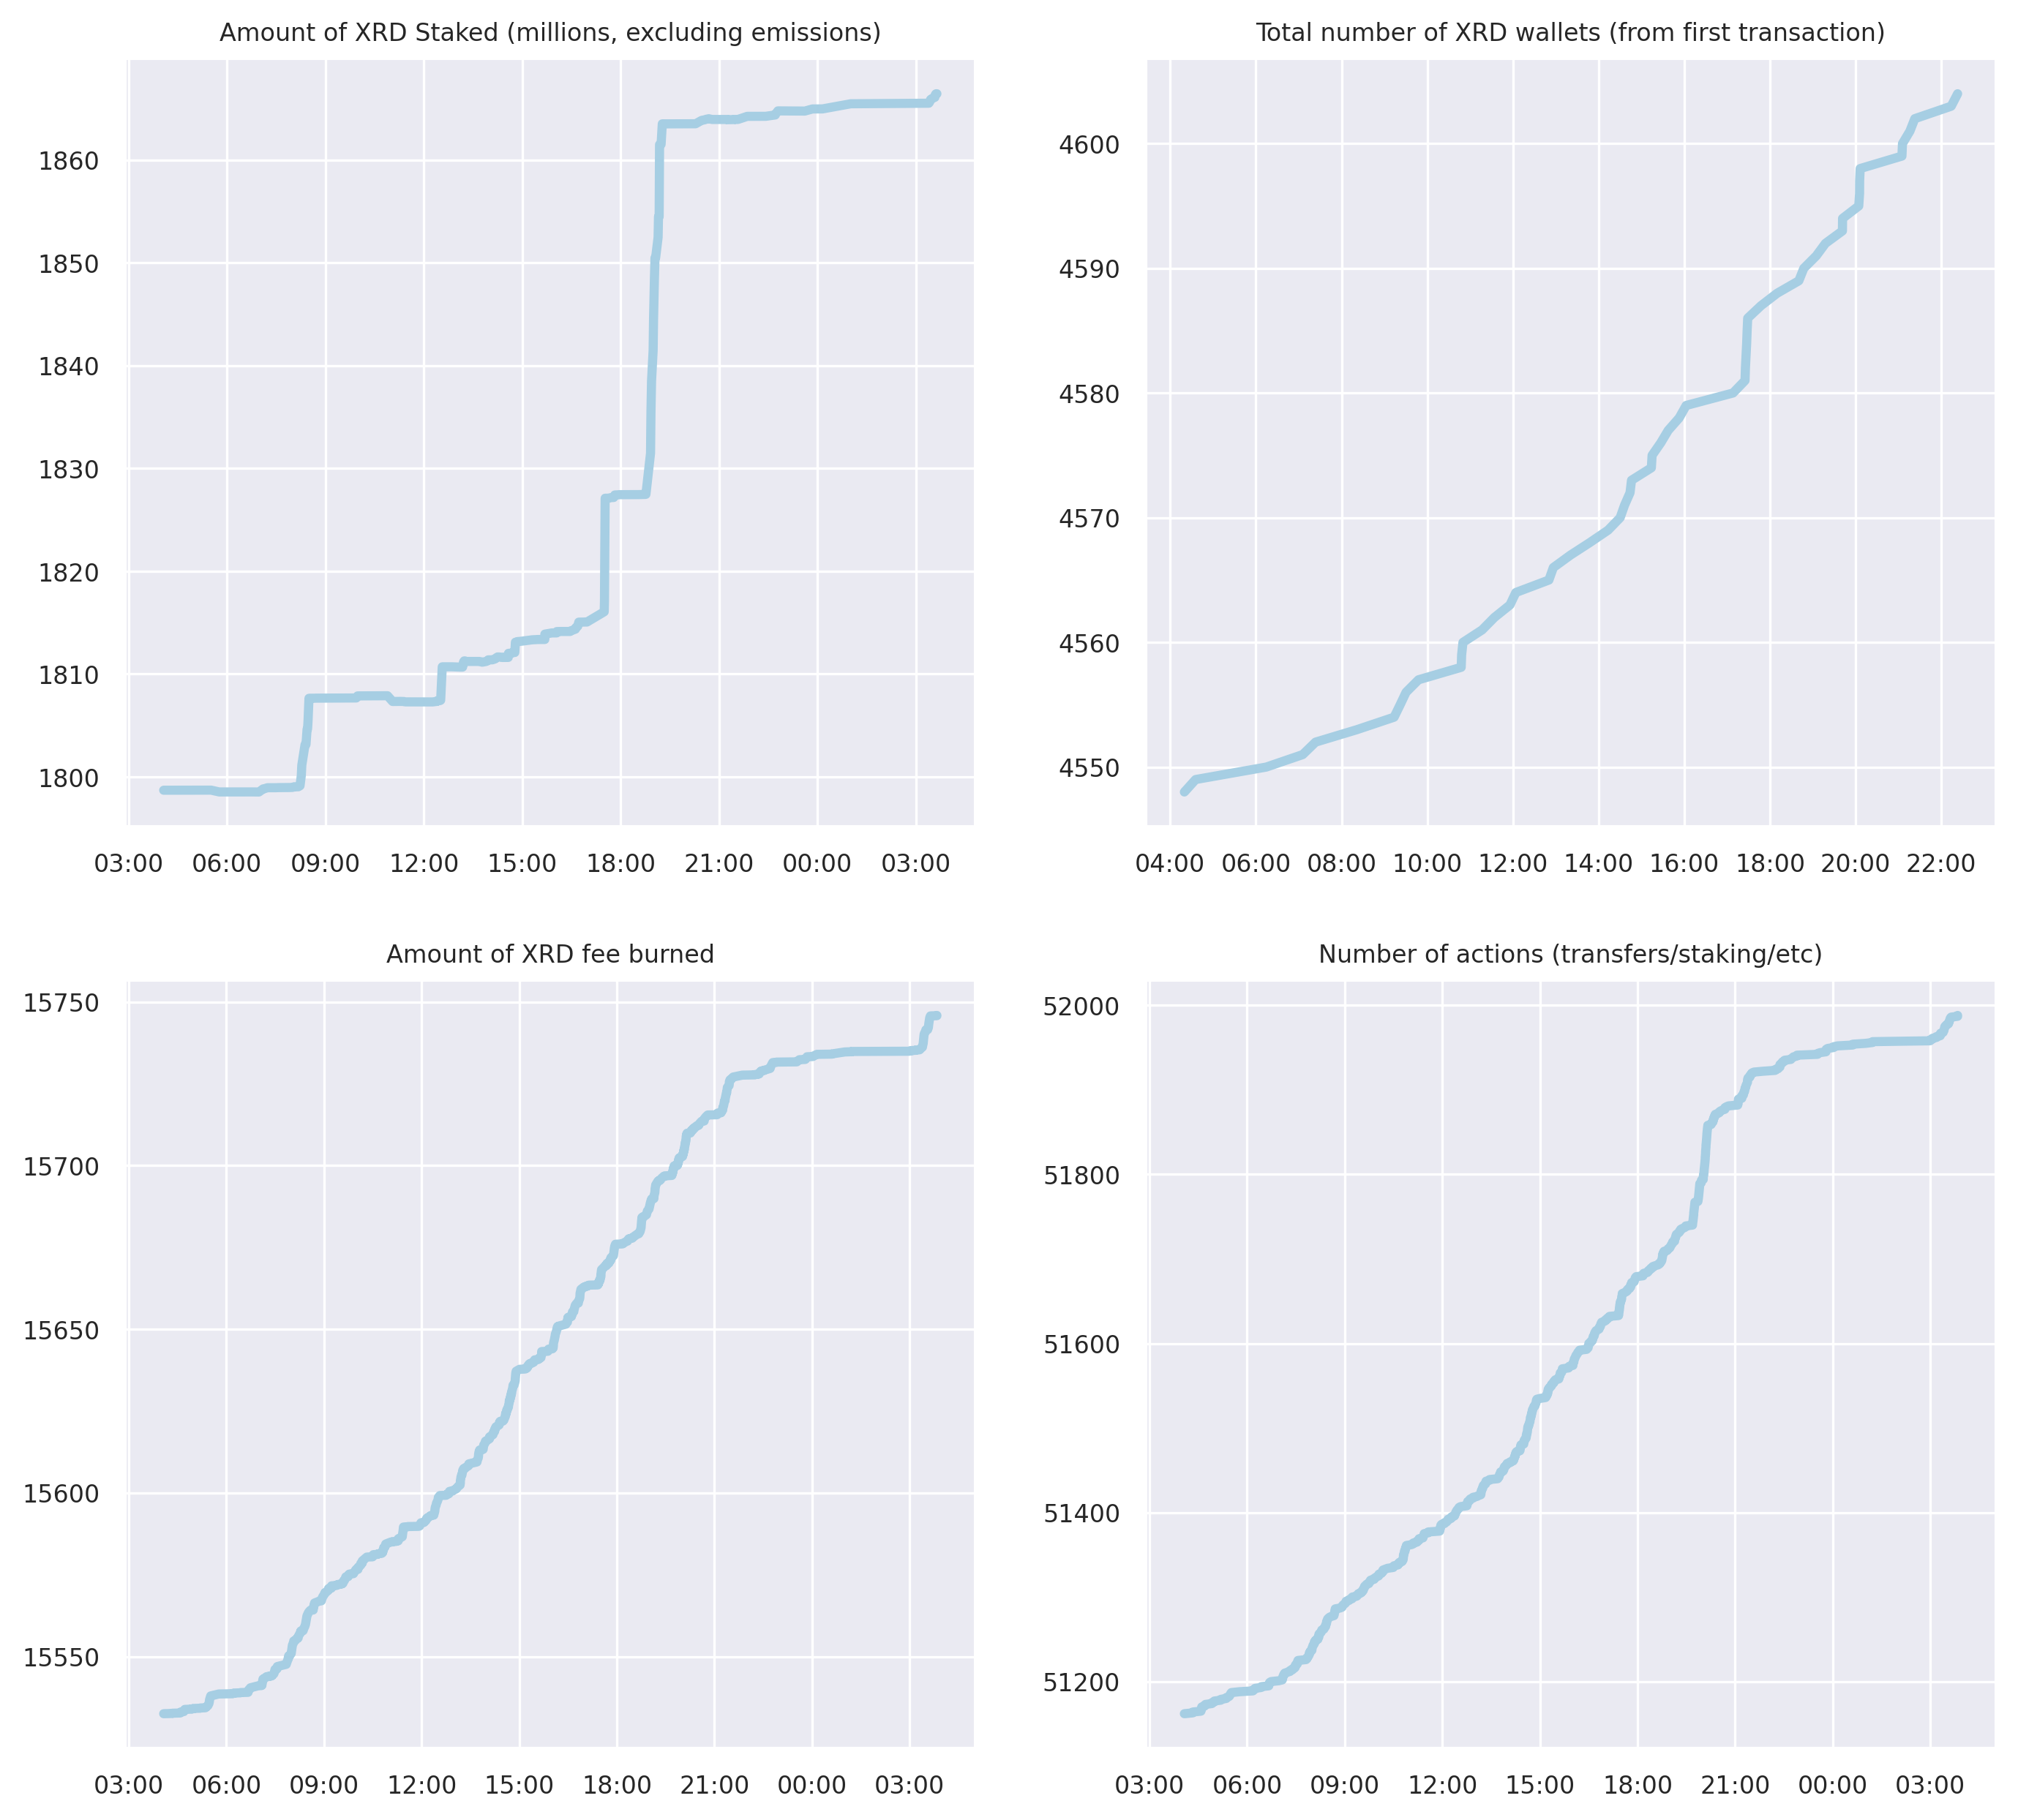 Amount of XRD Staked (millions, excluding emissions)
1860
1850
1840
1830
1820
1810
1800
03:00 06:00 09:00 12:00 15:00 18:00 21:00 00:00 03:00
Total number of XRD wallets (from first transaction)
4600
4590
4580
4570
4560
4550
04:00 06:00 08:00 10:00 12:00 14:00 16:00 18:00 20:00 22:00
Amount of XRD fee burned
15750
15700
15650
15600
15550
03:00 06:00 09:00 12:00 15:00 18:00 21:00 00:00 03:00
Number of actions (transfers/staking/etc)
52000
51800
51600
51400
51200
03:00 06:00 09:00 12:00 15:00 18:00 21:00 00:00 03:00